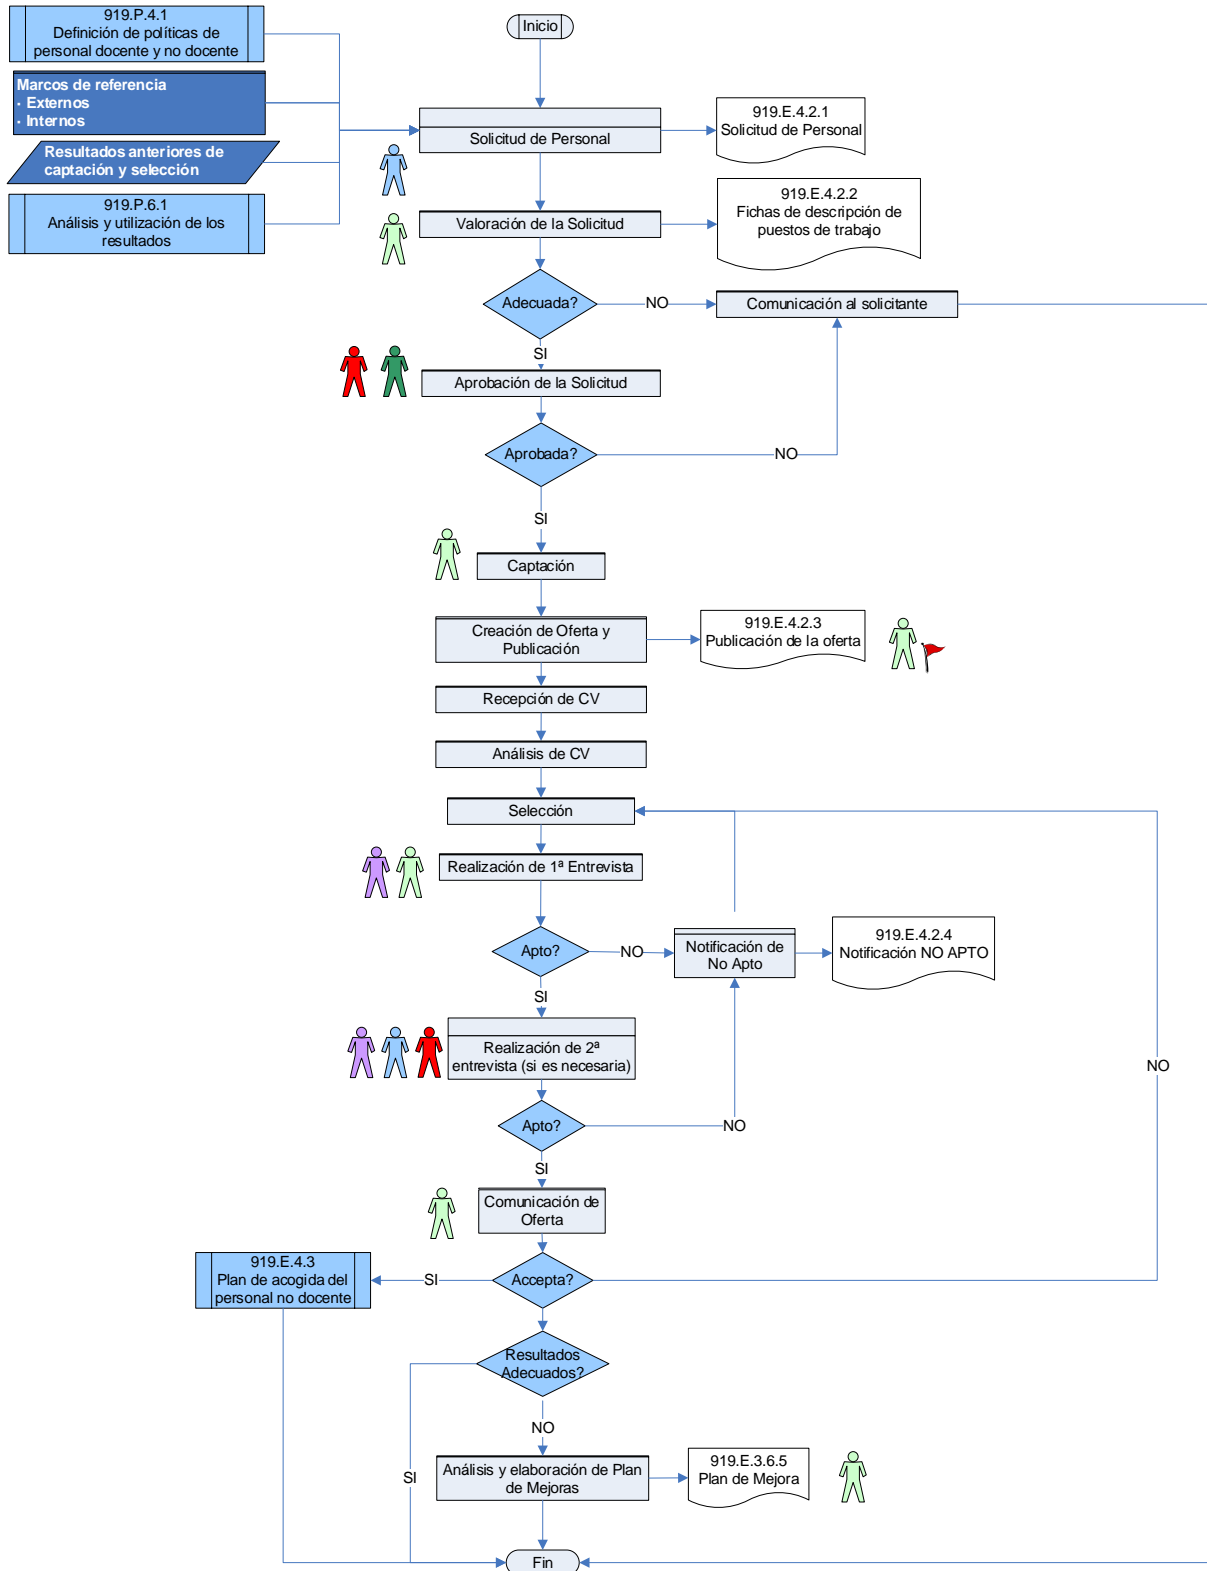 919.P.4.1
Definición de políticas de
personal docente y no docente
Inicio
Marcos de referencia
- Externos
- Internos
919.E.4.2.1
Solicitud de Personal
Solicitud de Personal
Resultados anteriores de
captación y selección
919.P.6.1
Análisis y utilización de los
resultados
Valoración de la Solicitud
919.E.4.2.2
Fichas de descripción de
puestos de trabajo
Adecuada?
NO
Comunicación al solicitante
SI
Aprobación de la Solicitud
Aprobada?
NO
SI
Captación
Creación de Oferta y
Publicación
919.E.4.2.3
Publicación de la oferta
Recepción de CV
Análisis de CV
Selección
Realización de 1ª Entrevista
Apto?
NO
Notificación de
No Apto
919.E.4.2.4
Notificación NO APTO
SI
Realización de 2ª
entrevista (si es necesaria)
NO
Apto?
NO
SI
Comunicación de
Oferta
919.E.4.3
Plan de acogida del
personal no docente
SI
Accepta?
Resultados
Adecuados?
NO
SI
Análisis y elaboración de Plan
de Mejoras
919.E.3.6.5
Plan de Mejora
Fin